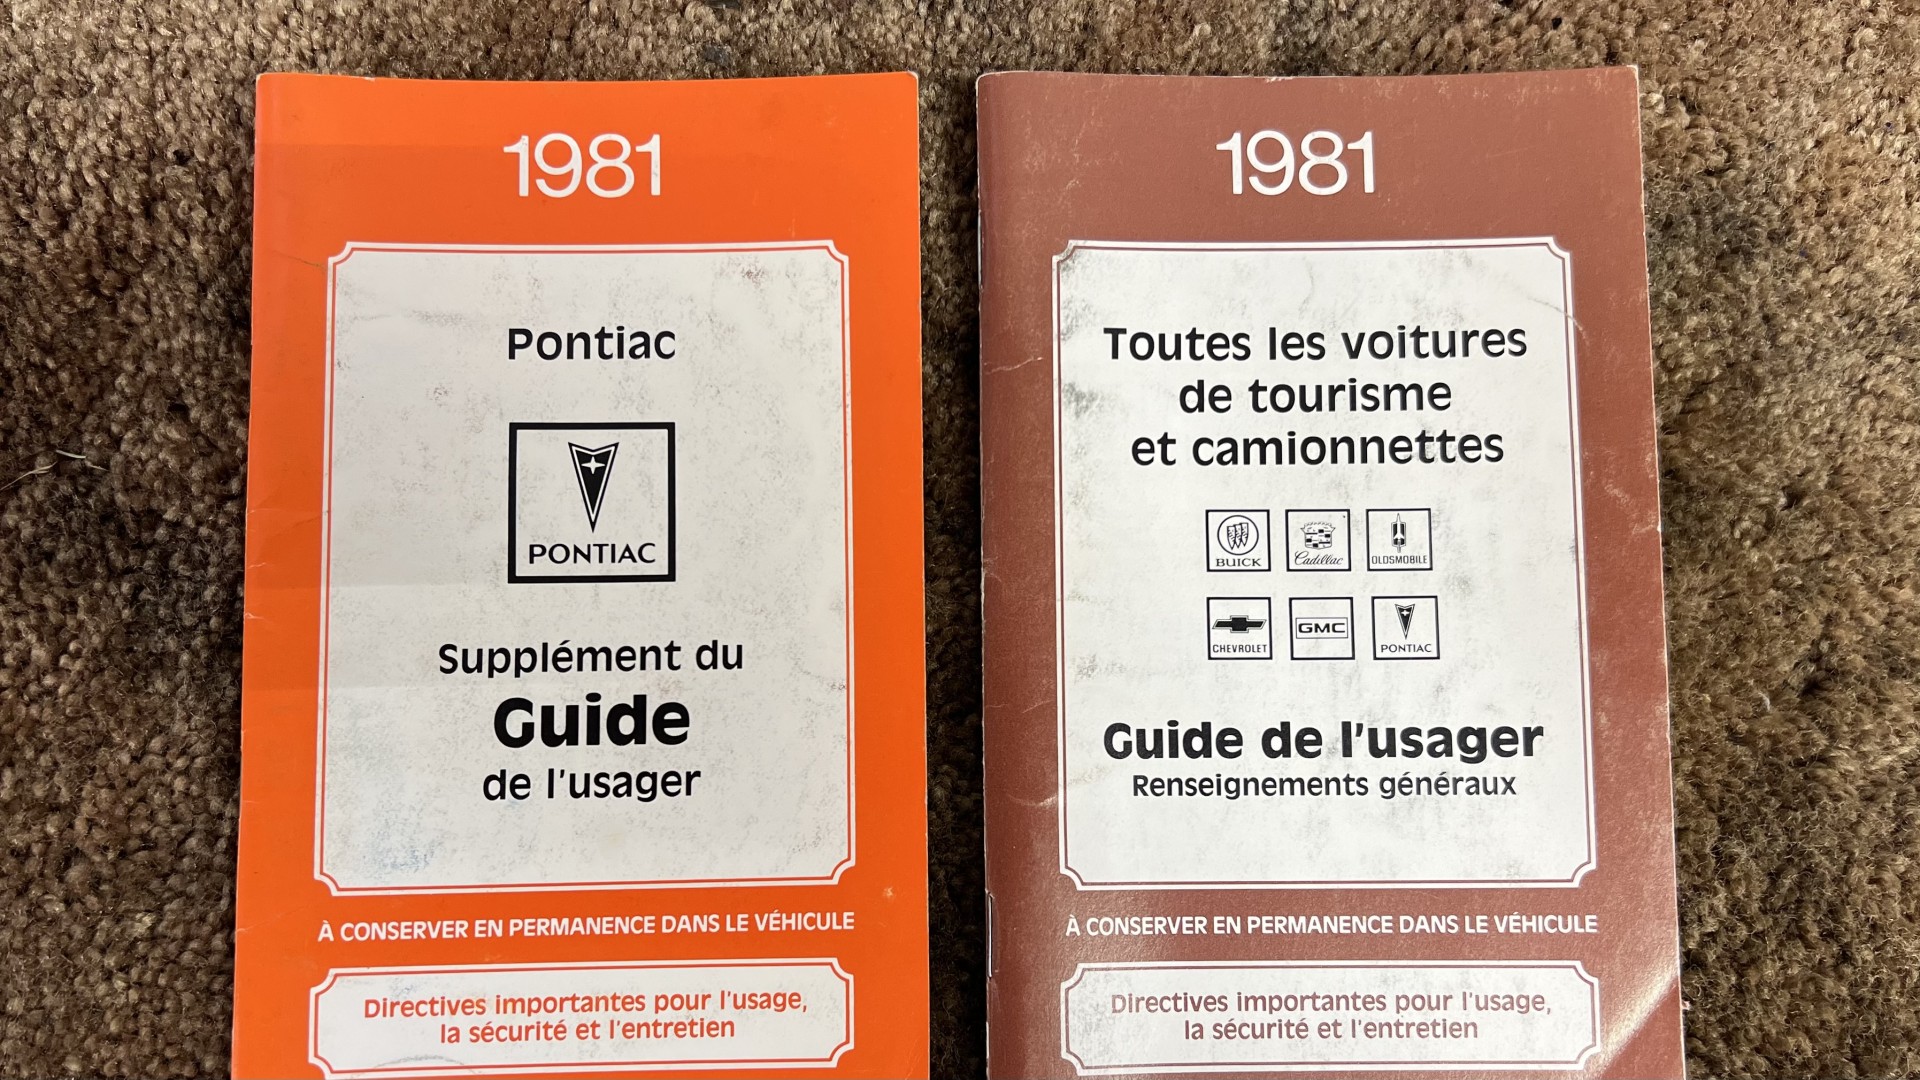 1981
Pontiac
PONTIAC
Supplément du
Guide
de l'usager
À CONSERVER EN PERMANENCE DANS LE VÉHICULE
Directives importantes pour l'usage,
la sécurité et l'entretien
1981
Toutes les voitures
de tourisme
et camionnettes
BUICK
Cadillac
OLDSMOBILE
CHEVROLET
GMC
PONTIAC
Guide de l'usager
Renseignements généraux
À CONSERVER EN PERMANENCE DANS LE VÉHICULE
Directives importantes pour l'usage,
la sécurité et l'entretien